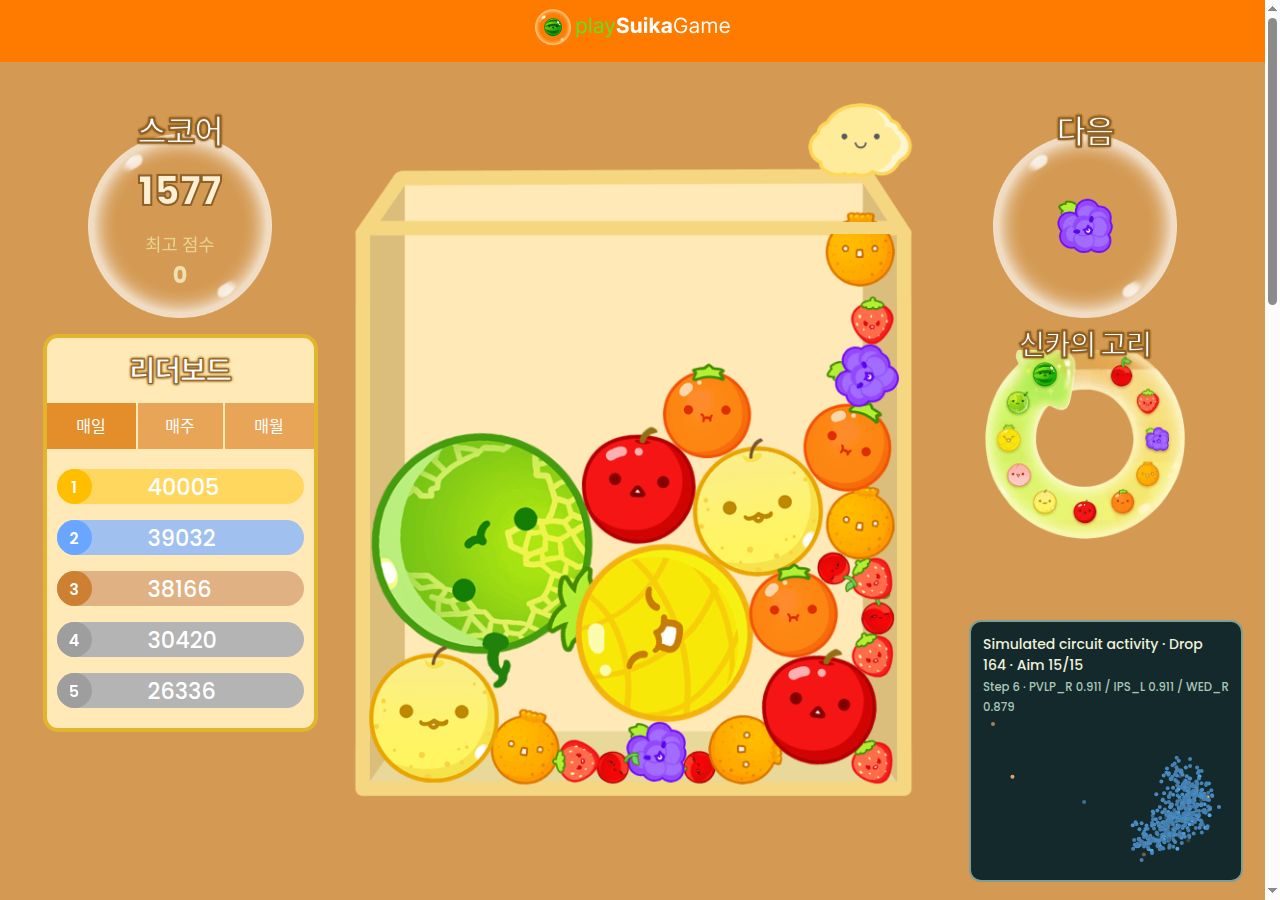 playSuikaGame
스코어
1577
최고 점수
0
리더보드
매일 매주 매월
1 40005
2 39032
3 38166
4 30420
5 26336
다음
신카의 고리
Simulated circuit activity · Drop
164 · Aim 15/15
Step 6 · PVLP_R 0.911 / IPS_L 0.911 / WED_R
0.879